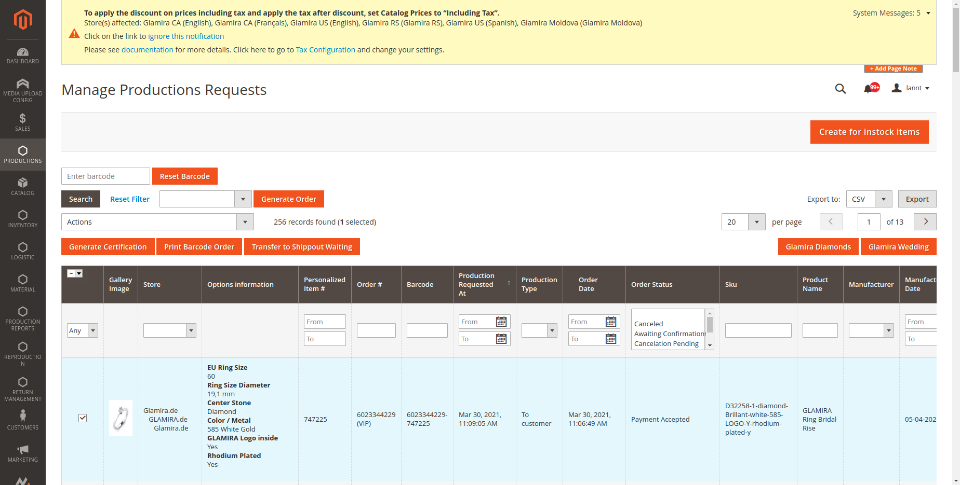 To apply the discount on prices including tax and apply the tax after discount, set Catalog Prices to "Including Tax".
Store(s) affected: Glamira CA (English), Glamira CA (Français), Glamira US (English), Glamira RS (Glamira RS), Glamira US (Spanish), Glamira Moldova (Glamira Moldova)
Click on the link to ignore this notification
Please see documentation for more details. Click here to go to Tax Configuration and change your settings.
System Messages: 5
+ Add Page Note
DASHBOARD
MEDIA UPLOAD
CONFIG
SALES
PRODUCTIONS
CATALOG
INVENTORY
LOGISTIC
MATERIAL
PRODUCTION
REPORTS
REPRODUCTIO
N
RETURN
MANAGEMENT
CUSTOMERS
MARKETING
Manage Productions Requests
99+
lannt
Create for instock items
Enter barcode
Reset Barcode
Search
Reset Filter
Generate Order
Export to:
CSV
Export
Actions
256 records found (1 selected)
20
per page
1
of 13
Generate Certification
Print Barcode Order
Transfer to Shippout Waiting
Glamira Diamonds
Glamira Wedding
Gallery
Image
Store
Options information
Personalized
Item #
Order #
Barcode
Production
Requested
At
Production
Type
Order
Date
Order Status
Sku
Product
Name
Manufacturer
Manufact
Date
Any
From
To
From
To
From
To
Canceled
Awaiting Confirmation
Cancelation Pending
From
To
Glamira.de
GLAMIRA.de
Glamira.de
EU Ring Size
60
Ring Size Diameter
19,1 mm
Center Stone
Diamond
Color / Metal
585 White Gold
GLAMIRA Logo inside
Yes
Rhodium Plated
Yes
747225
6023344229
(VIP)
6023344229-
747225
Mar 30, 2021,
11:09:05 AM
To
customer
Mar 30, 2021,
11:06:49 AM
Payment Accepted
D32258-1-diamond-
Brillant-white-585-
LOGO-Y-rhodium-
plated-y
GLAMIRA
Ring Bridal
Rise
05-04-202